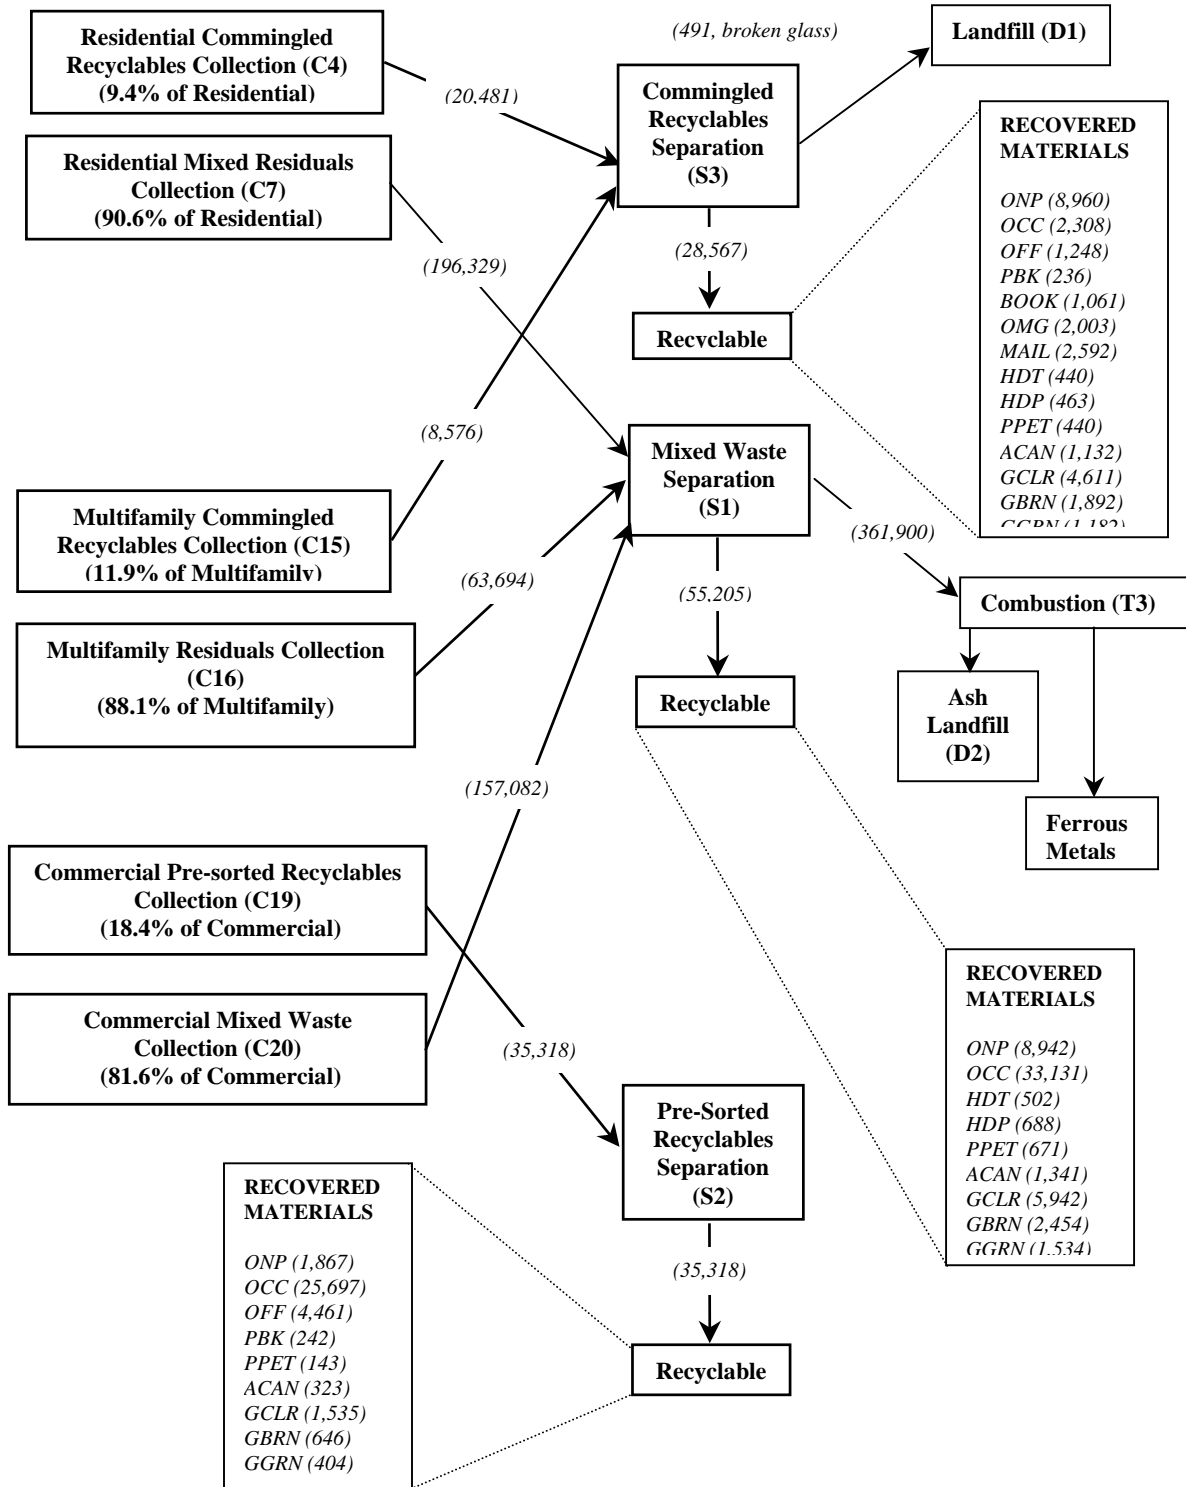 Residential Commingled
Recyclables Collection (C4)
(9.4% of Residential)
(20,481)
(491, broken glass)
Landfill (D1)
Commingled
Recyclables
Separation
(S3)
Residential Mixed Residuals
Collection (C7)
(90.6% of Residential)
(196,329)
(28,567)
Recyclable
RECOVERED
MATERIALS
ONP (8,960)
OCC (2,308)
OFF (1,248)
PBK (236)
BOOK (1,061)
OMG (2,003)
MAIL (2,592)
HDT (440)
HDP (463)
PPET (440)
ACAN (1,132)
GCLR (4,611)
GBRN (1,892)
GGRN (1,182)
(8,576)
Mixed Waste
Separation
(S1)
Multifamily Commingled
Recyclables Collection (C15)
(11.9% of Multifamily)
(63,694)
(55,205)
(361,900)
Combustion (T3)
Multifamily Residuals Collection
(C16)
(88.1% of Multifamily)
Recyclable
Ash
Landfill
(D2)
Ferrous
Metals
(157,082)
Commercial Pre-sorted Recyclables
Collection (C19)
(18.4% of Commercial)
Commercial Mixed Waste
Collection (C20)
(81.6% of Commercial)
(35,318)
RECOVERED
MATERIALS
ONP (8,942)
OCC (33,131)
HDT (502)
HDP (688)
PPET (671)
ACAN (1,341)
GCLR (5,942)
GBRN (2,454)
GGRN (1,534)
Pre-Sorted
Recyclables
Separation
(S2)
(35,318)
Recyclable
RECOVERED
MATERIALS
ONP (1,867)
OCC (25,697)
OFF (4,461)
PBK (242)
PPET (143)
ACAN (323)
GCLR (1,535)
GBRN (646)
GGRN (404)